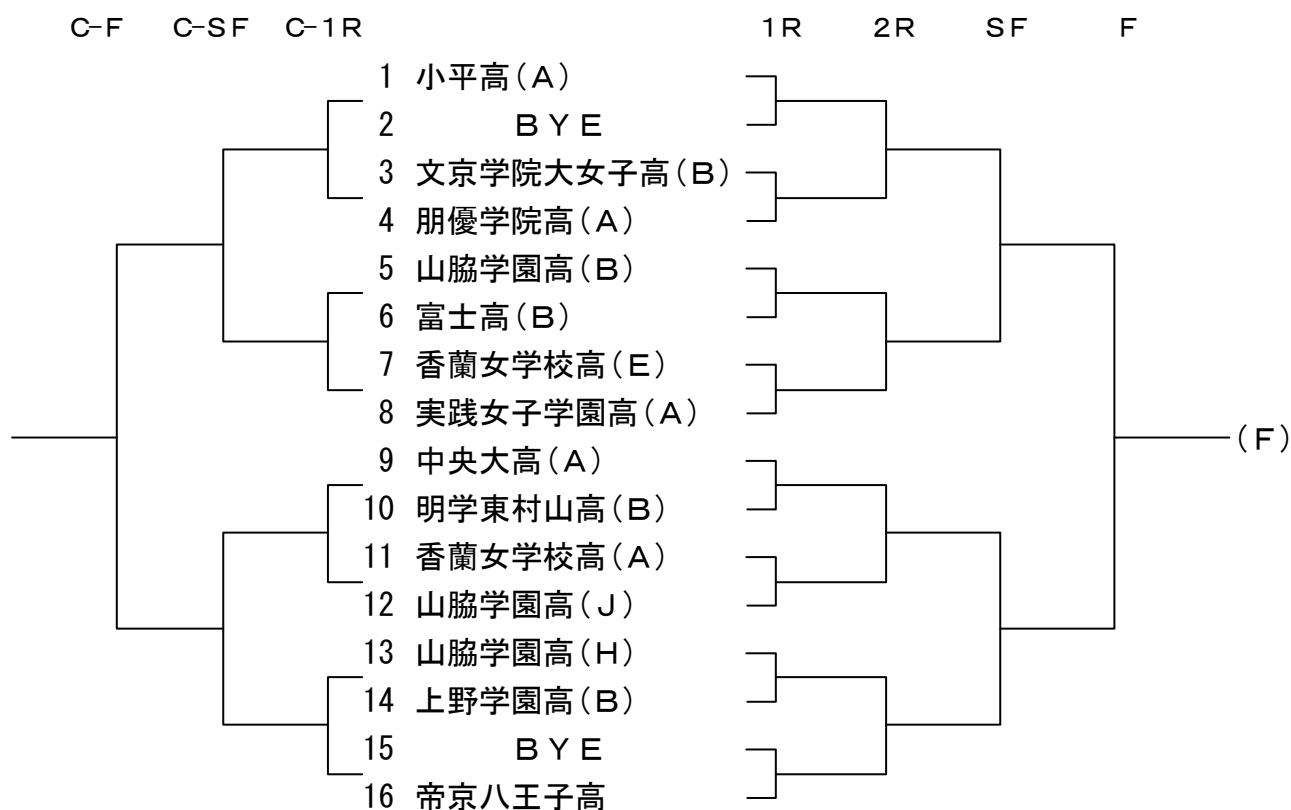 C-F C-SF C-1R 1R 2R SF F
1 小平高(A)
2 BYE
3 文京学院大女子高(B)
4 朋優学院高(A)
5 山脇学園高(B)
6 富士高(B)
7 香蘭女学校高(E)
8 実践女子学園高(A)
(F)
9 中央大高(A)
10 明学東村山高(B)
11 香蘭女学校高(A)
12 山脇学園高(J)
13 山脇学園高(H)
14 上野学園高(B)
15 BYE
16 帝京八王子高